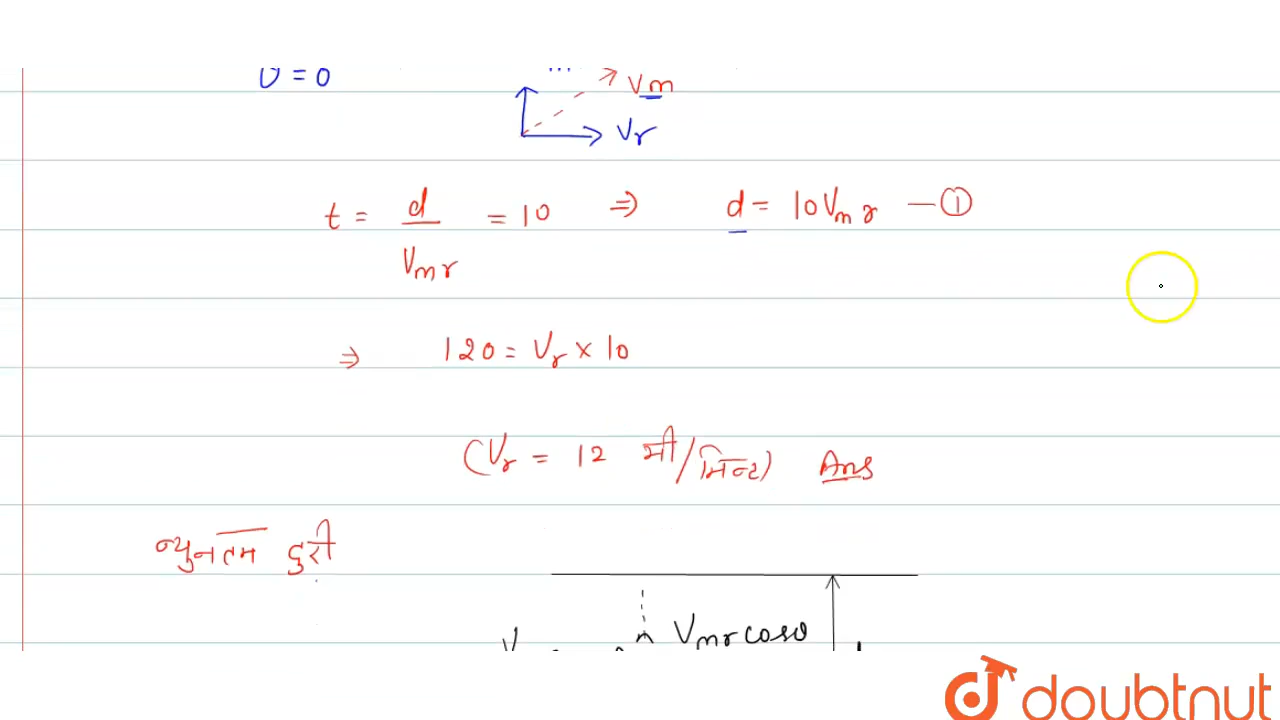 υ = 0
Vm
Vr
t = d / Vmr = 10 ⇒ d = 10Vmr — ①
⇒ 120 = Vr × 10
(Vr = 12 मी/मिनट) Ans
न्युनतम दुरी
Vmr cosθ
doubtnut